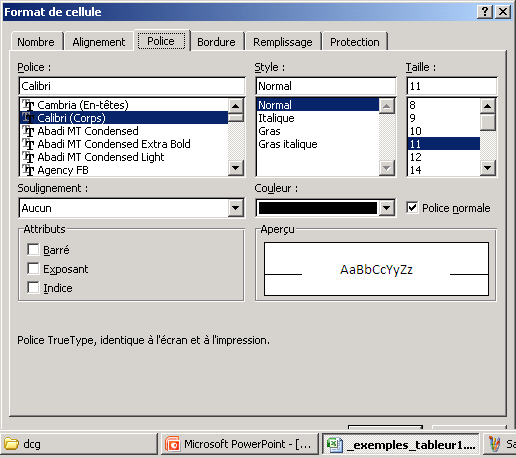 Format de cellule
Nombre Alignement Police Bordure Remplissage Protection
Police : Style : Taille :
Calibri Normal 11
Cambria (En-têtes) Normal 8
Calibri (Corps) Italique 9
Abadi MT Condensed Gras 10
Abadi MT Condensed Extra Bold Gras italique 11
Abadi MT Condensed Light 12
Agency FB 14
Soulignement : Couleur :
Aucun Police normale
Attributs Aperçu
Barré
Exposant AaBbCcYyZz
Indice
Police TrueType, identique à l'écran et à l'impression.
dcg Microsoft PowerPoint - [... _exemples_tableur1.... Sa